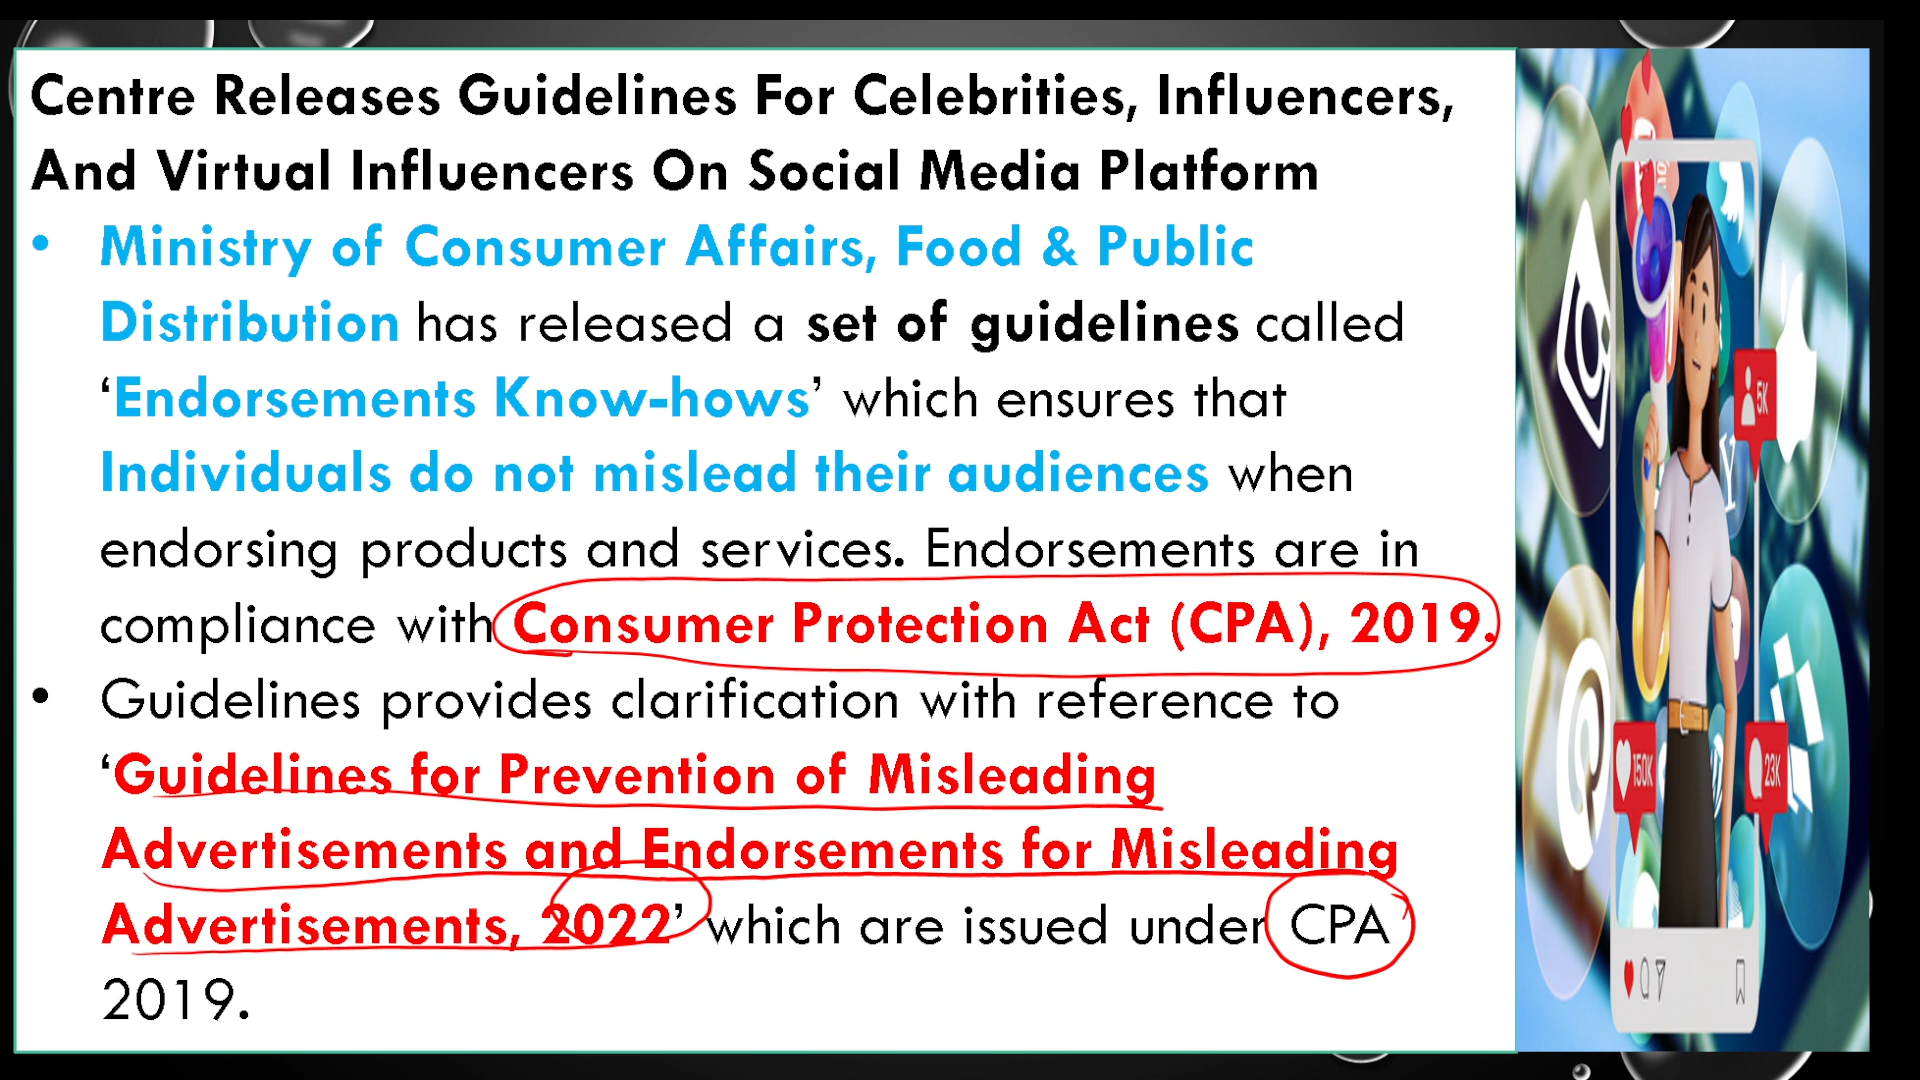 Centre Releases Guidelines For Celebrities, Influencers,
And Virtual Influencers On Social Media Platform
• Ministry of Consumer Affairs, Food & Public
Distribution has released a set of guidelines called
‘Endorsements Know-hows’ which ensures that
Individuals do not mislead their audiences when
endorsing products and services. Endorsements are in
compliance with Consumer Protection Act (CPA), 2019.
• Guidelines provides clarification with reference to
‘Guidelines for Prevention of Misleading
Advertisements and Endorsements for Misleading
Advertisements, 2022’ which are issued under CPA
2019.
5K
150K
23K